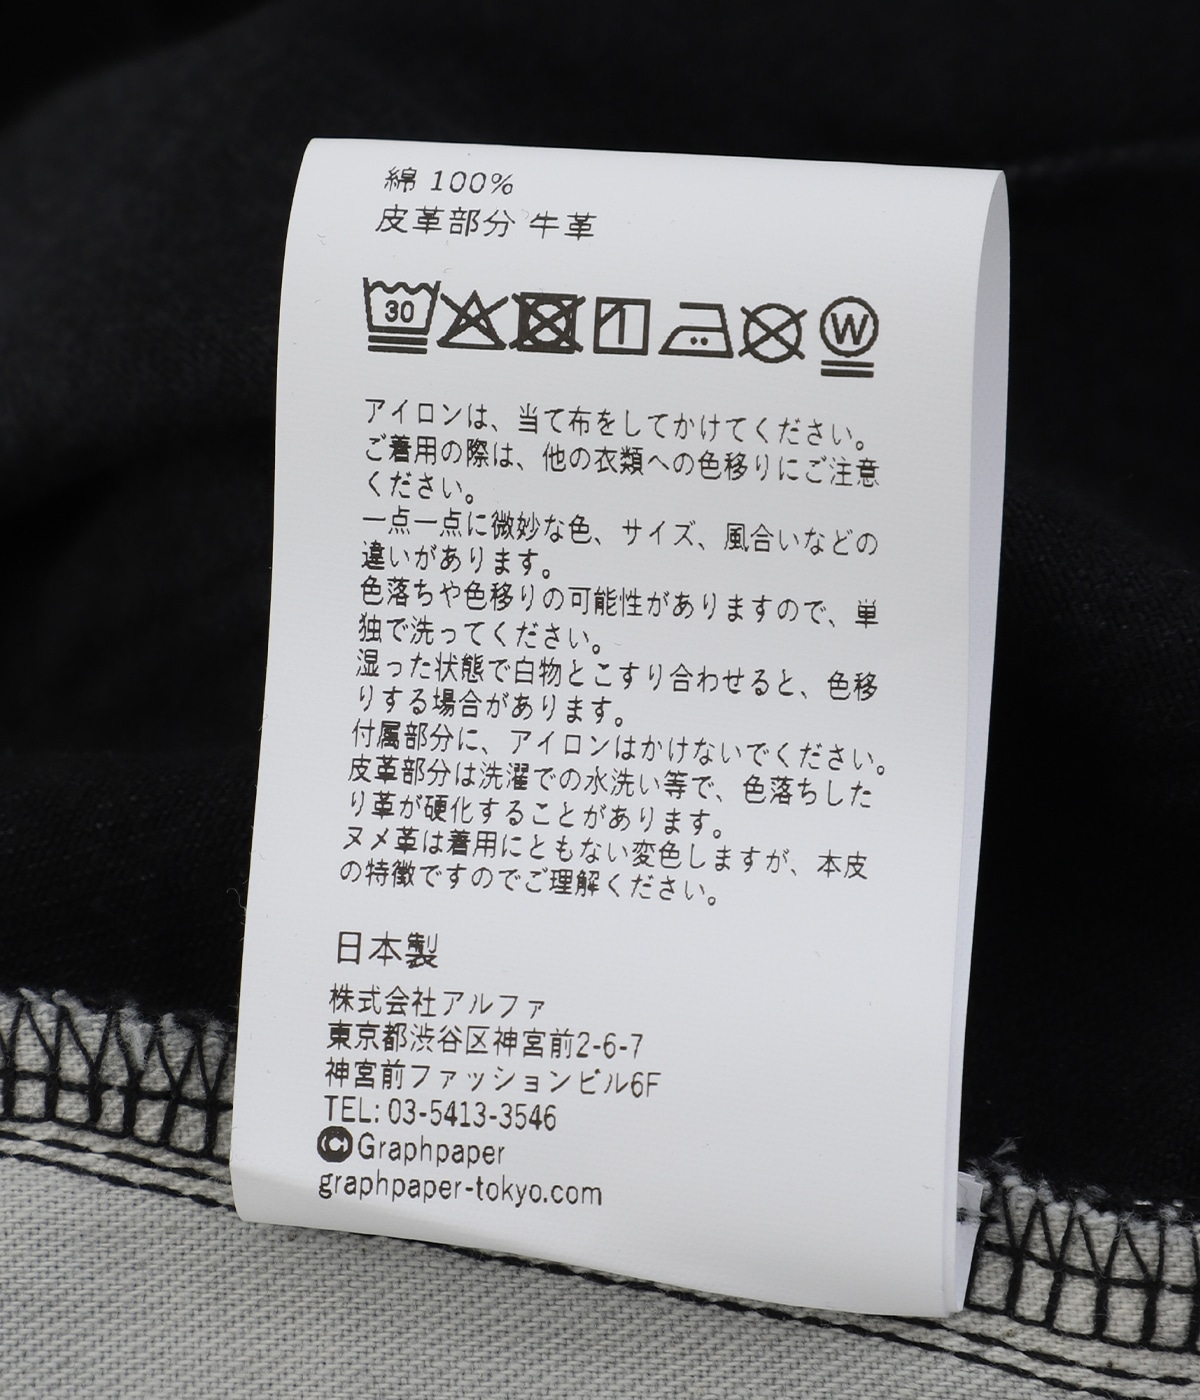 綿 100%
皮革部分 牛革
30
W
アイロンは、当て布をしてかけてください。
ご着用の際は、他の衣類への色移りにご注意
ください。
一点一点に微妙な色、サイズ、風合いなどの
違いがあります。
色落ちや色移りの可能性がありますので、単
独で洗ってください。
湿った状態で白物とこすり合わせると、色移
りする場合があります。
付属部分に、アイロンはかけないでください。
皮革部分は洗濯での水洗い等で、色落ちした
り革が硬化することがあります。
ヌメ革は着用にともない変色しますが、本皮
の特徴ですのでご理解ください。
日本製
株式会社アルファ
東京都渋谷区神宮前2-6-7
神宮前ファッションビル6F
TEL: 03-5413-3546
©Graphpaper
graphpaper-tokyo.com